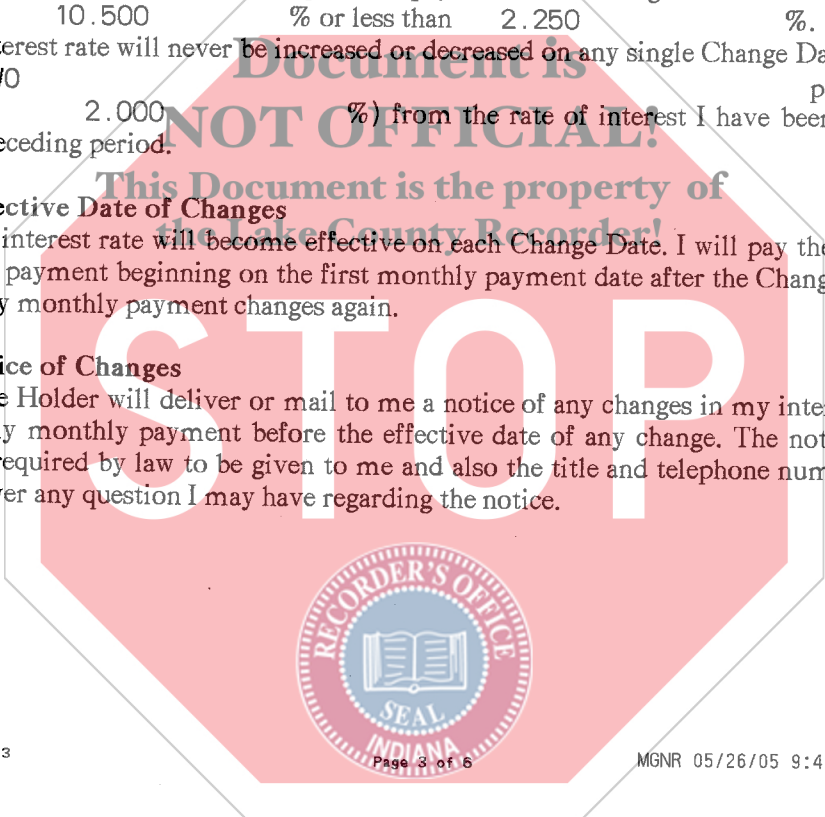 10.500 % or less than 2.250 %.
erest rate will never be increased or decreased on any single Change Da
/O p
2.000 %) from the rate of interest I have been
eceding period.
Document is
NOT OFFICIAL!
This Document is the property of
the Lake County Recorder!
ective Date of Changes
interest rate will become effective on each Change Date. I will pay the
payment beginning on the first monthly payment date after the Chang
y monthly payment changes again.
STOP
ice of Changes
e Holder will deliver or mail to me a notice of any changes in my inte
y monthly payment before the effective date of any change. The not
required by law to be given to me and also the title and telephone num
er any question I may have regarding the notice.
RECORDER'S OFFICE
SEAL
INDIANA
3 Page 3 of 6 MGNR 05/26/05 9:4